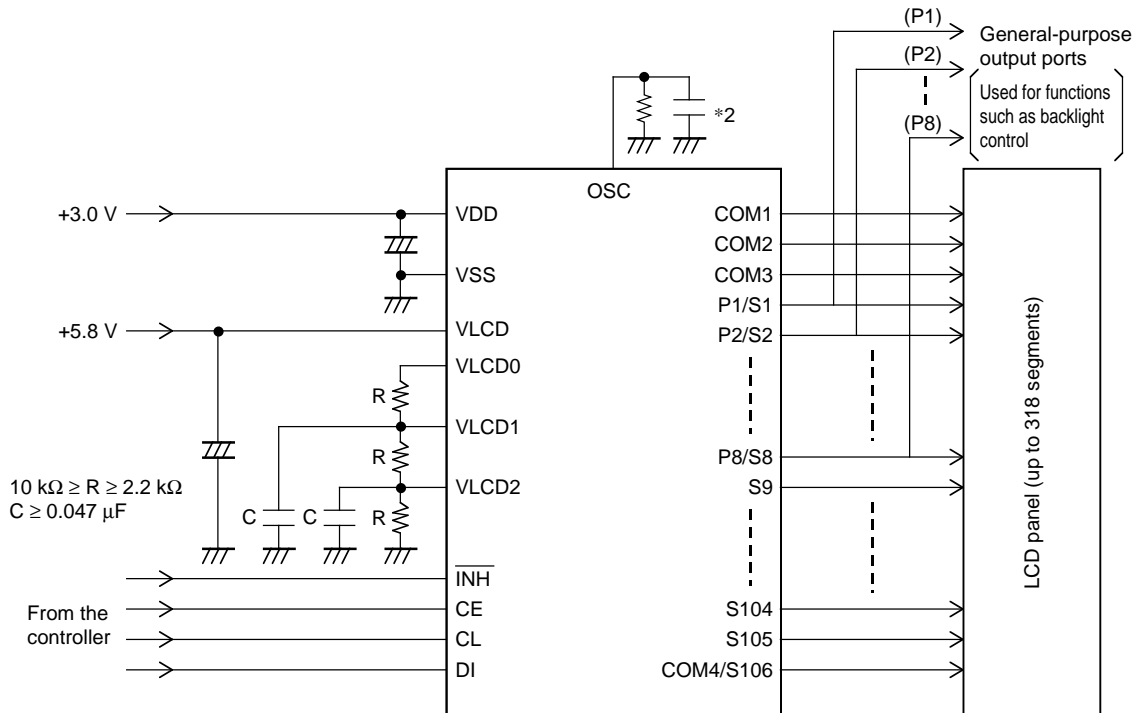 (P1)
General-purpose
output ports
(P2)
Used for functions
such as backlight
control
(P8)
*2
OSC
+3.0 V
VDD
VSS
+5.8 V
VLCD
VLCD0
R
VLCD1
R
VLCD2
10 kΩ ≥ R ≥ 2.2 kΩ
C ≥ 0.047 μF
C
C
R
INH
From the
controller
CE
CL
DI
COM1
COM2
COM3
P1/S1
P2/S2
P8/S8
S9
S104
S105
COM4/S106
LCD panel (up to 318 segments)